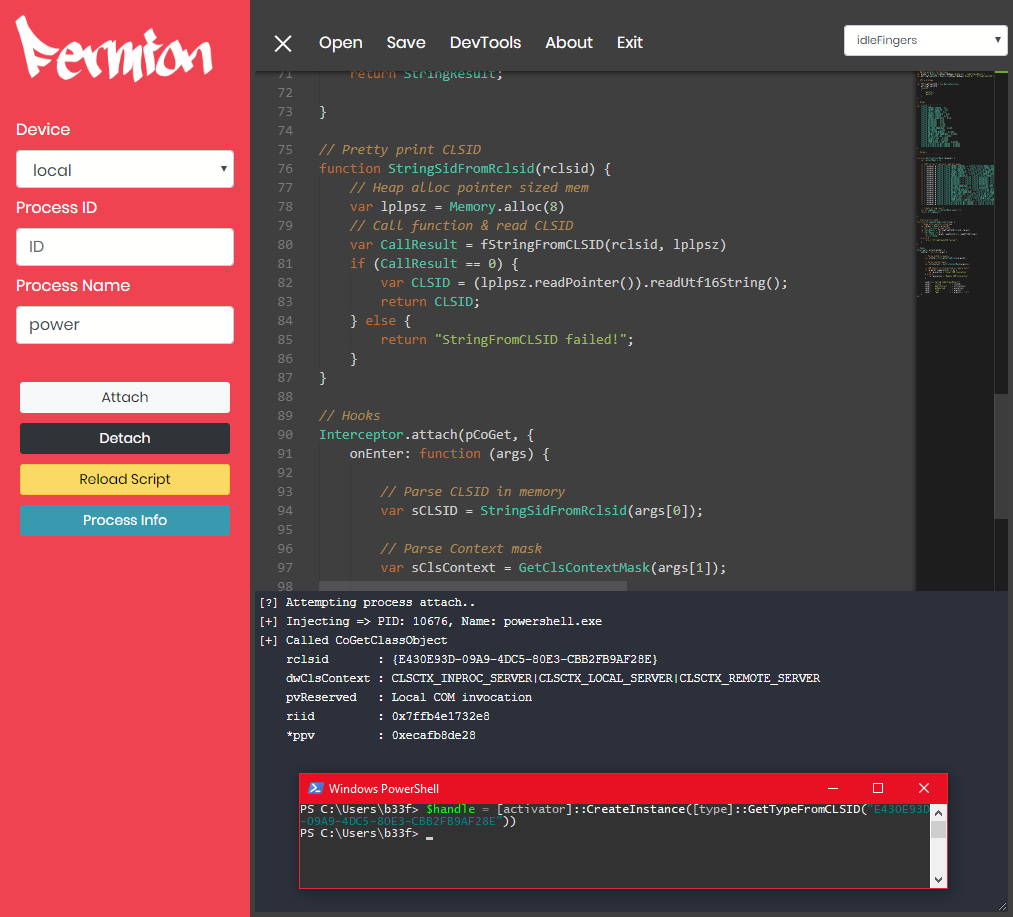 Fermion
Device
local
Process ID
ID
Process Name
power
Attach
Detach
Reload Script
Process Info
Open Save DevTools About Exit
idleFingers
71 return StringResult;
72
73 }
74
75 // Pretty print CLSID
76 function StringSidFromRclsid(rclsid) {
77 // Heap alloc pointer sized mem
78 var lplpsz = Memory.alloc(8)
79 // Call function & read CLSID
80 var CallResult = fStringFromCLSID(rclsid, lplpsz)
81 if (CallResult == 0) {
82 var CLSID = (lplpsz.readPointer()).readUtf16String();
83 return CLSID;
84 } else {
85 return "StringFromCLSID failed!";
86 }
87 }
88
89 // Hooks
90 Interceptor.attach(pCoGet, {
91 onEnter: function (args) {
92
93 // Parse CLSID in memory
94 var sCLSID = StringSidFromRclsid(args[0]);
95
96 // Parse Context mask
97 var sClsContext = GetClsContextMask(args[1]);
98
[?] Attempting process attach..
[+] Injecting => PID: 10676, Name: powershell.exe
[+] Called CoGetClassObject
rclsid : {E430E93D-09A9-4DC5-80E3-CBB2FB9AF28E}
dwClsContext : CLSCTX_INPROC_SERVER|CLSCTX_LOCAL_SERVER|CLSCTX_REMOTE_SERVER
pvReserved : Local COM invocation
riid : 0x7ffb4e1732e8
*ppv : 0xecafb8de28
Windows PowerShell
PS C:\Users\b33f> $handle = [activator]::CreateInstance([type]::GetTypeFromCLSID("E430E93D
-09A9-4DC5-80E3-CBB2FB9AF28E"))
PS C:\Users\b33f> _